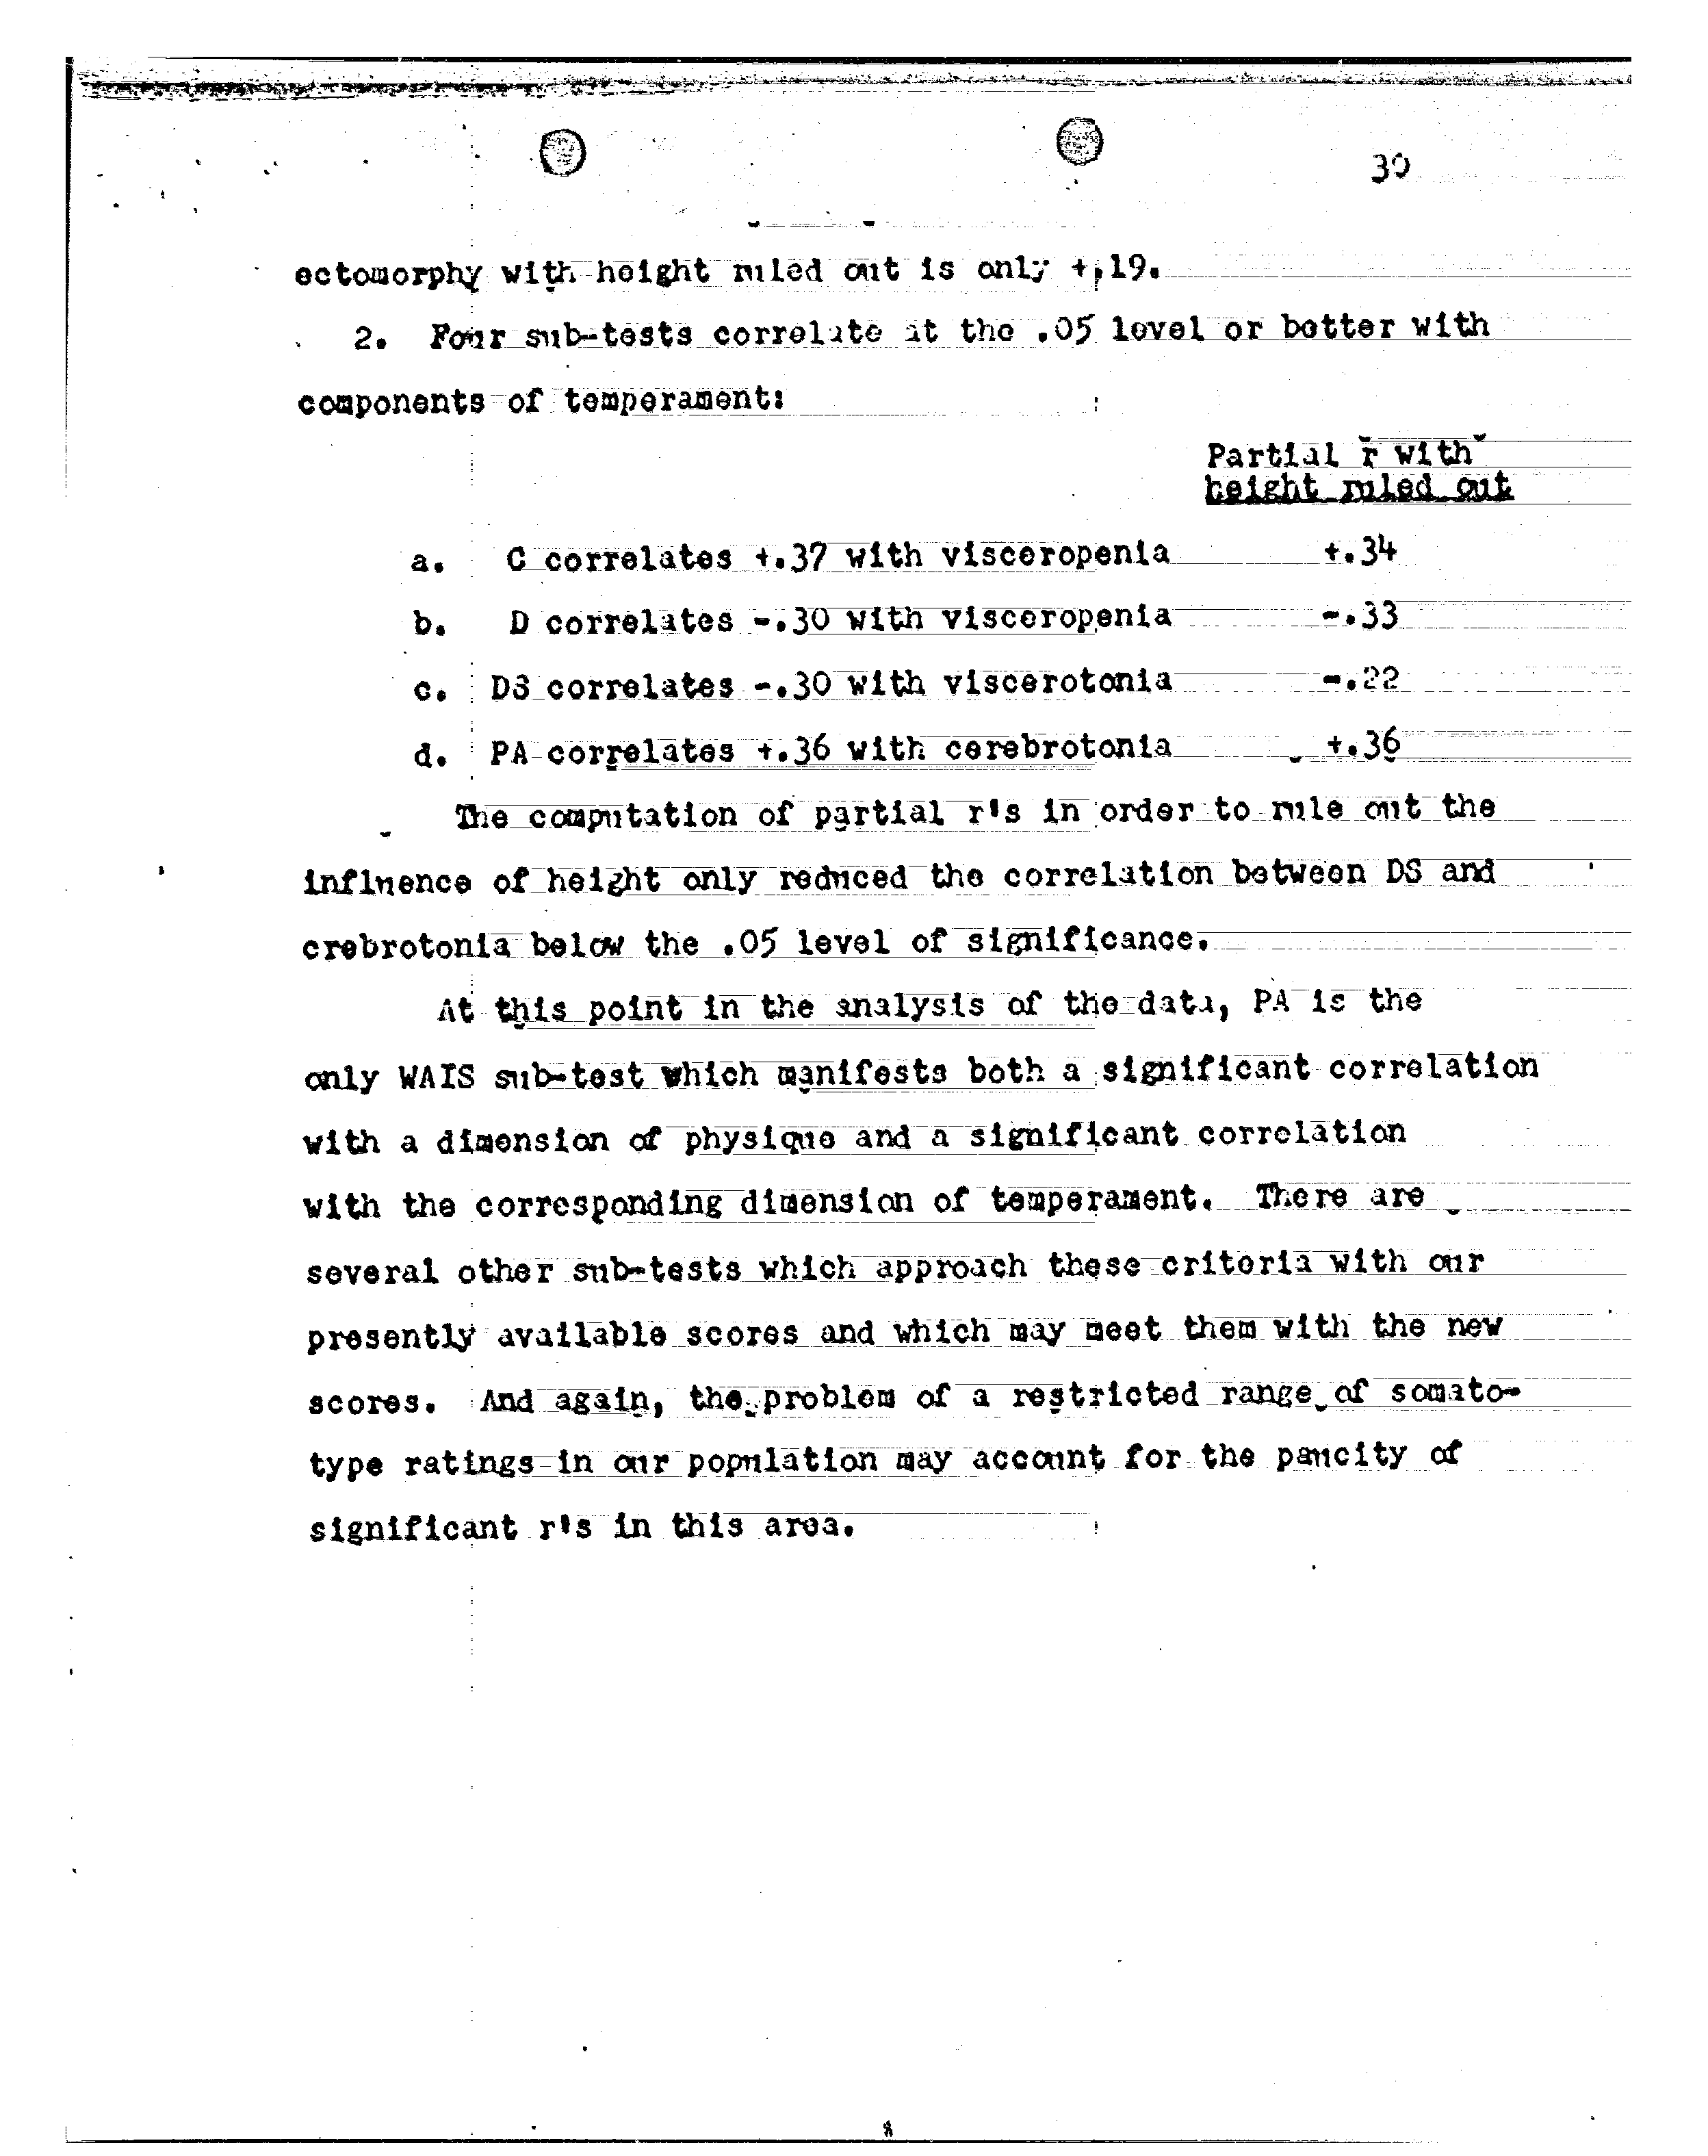 30
ectomorphy with height ruled out is only +.19.
2. Four sub-tests correlate at the .05 level or better with
components of temperament:
Partial r with
height ruled out
a. C correlates +.37 with visceropenia +.34
b. D correlates -.30 with visceropenia -.33
c. DS correlates -.30 with viscerotonia -.22
d. PA correlates +.36 with cerebrotonia +.36
The computation of partial r's in order to rule out the
influence of height only reduced the correlation between DS and
crebrotonia below the .05 level of significance.
At this point in the analysis of the data, PA is the
only WAIS sub-test which manifests both a significant correlation
with a dimension of physique and a significant correlation
with the corresponding dimension of temperament. There are
several other sub-tests which approach these criteria with our
presently available scores and which may meet them with the new
scores. And again, the problem of a restricted range of somato-
type ratings in our population may account for the paucity of
significant r's in this area.